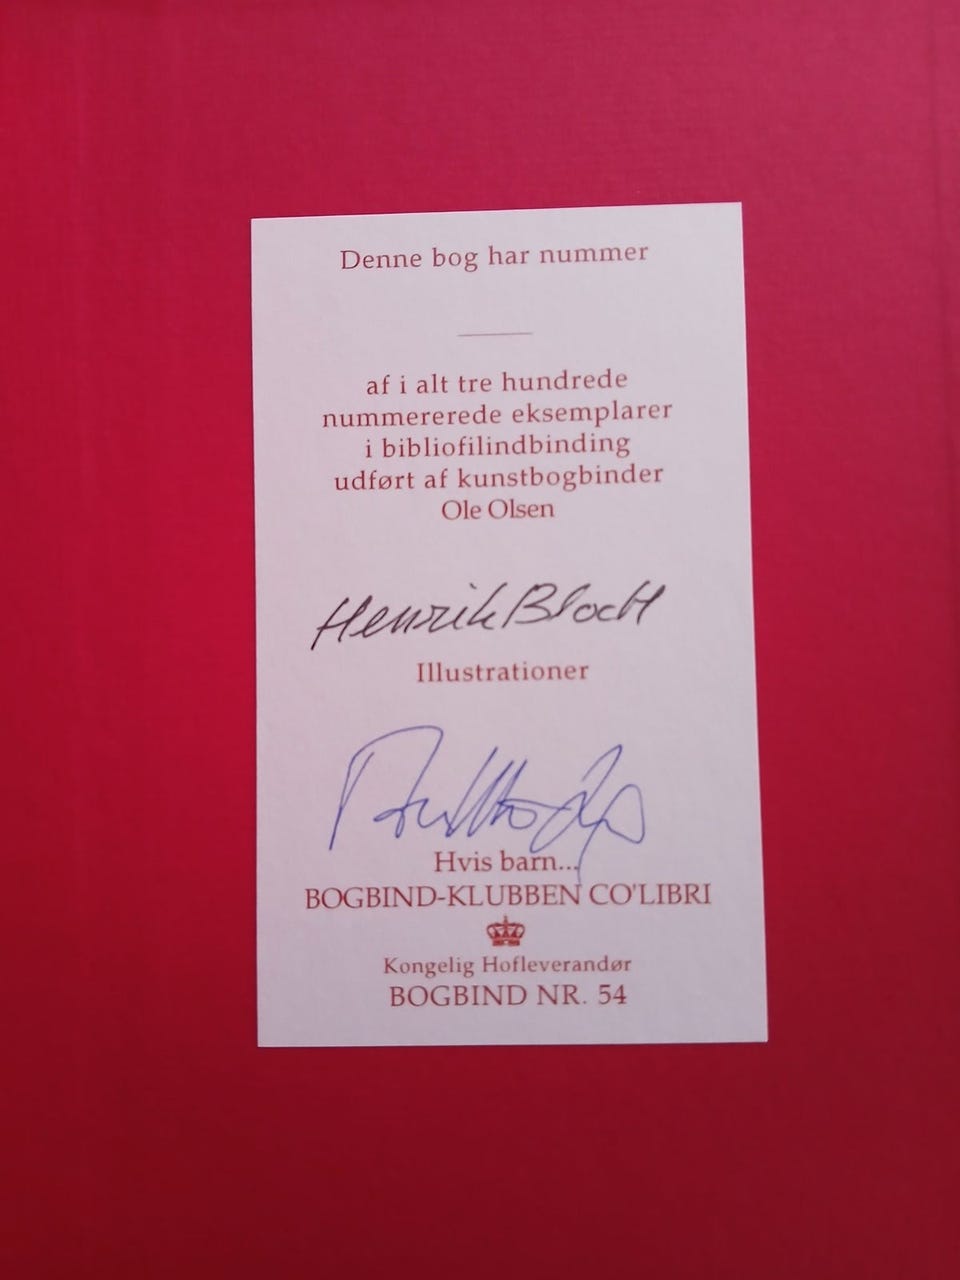 Denne bog har nummer
af i alt tre hundrede
nummererede eksemplarer
i bibliofilindbinding
udført af kunstbogbinder
Ole Olsen
Henrik Bloch
Illustrationer
Hvis barn...
BOGBIND-KLUBBEN CO'LIBRI
Kongelig Hofleverandør
BOGBIND NR. 54